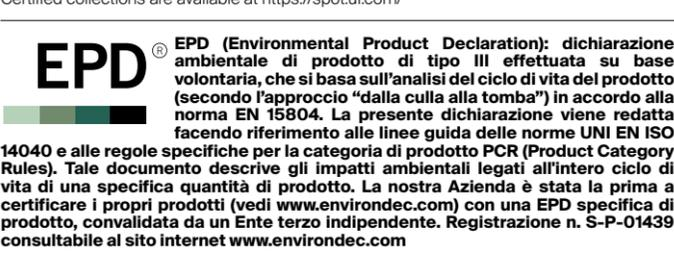 Certified collections are available at https://spot.ul.com/
EPD®
EPD (Environmental Product Declaration): dichiarazione
ambientale di prodotto di tipo III effettuata su base
volontaria, che si basa sull'analisi del ciclo di vita del prodotto
(secondo l'approccio “dalla culla alla tomba”) in accordo alla
norma EN 15804. La presente dichiarazione viene redatta
facendo riferimento alle linee guida delle norme UNI EN ISO
14040 e alle regole specifiche per la categoria di prodotto PCR (Product Category
Rules). Tale documento descrive gli impatti ambientali legati all'intero ciclo di
vita di una specifica quantità di prodotto. La nostra Azienda è stata la prima a
certificare i propri prodotti (vedi www.environdec.com) con una EPD specifica di
prodotto, convalidata da un Ente terzo indipendente. Registrazione n. S-P-01439
consultabile al sito internet www.environdec.com